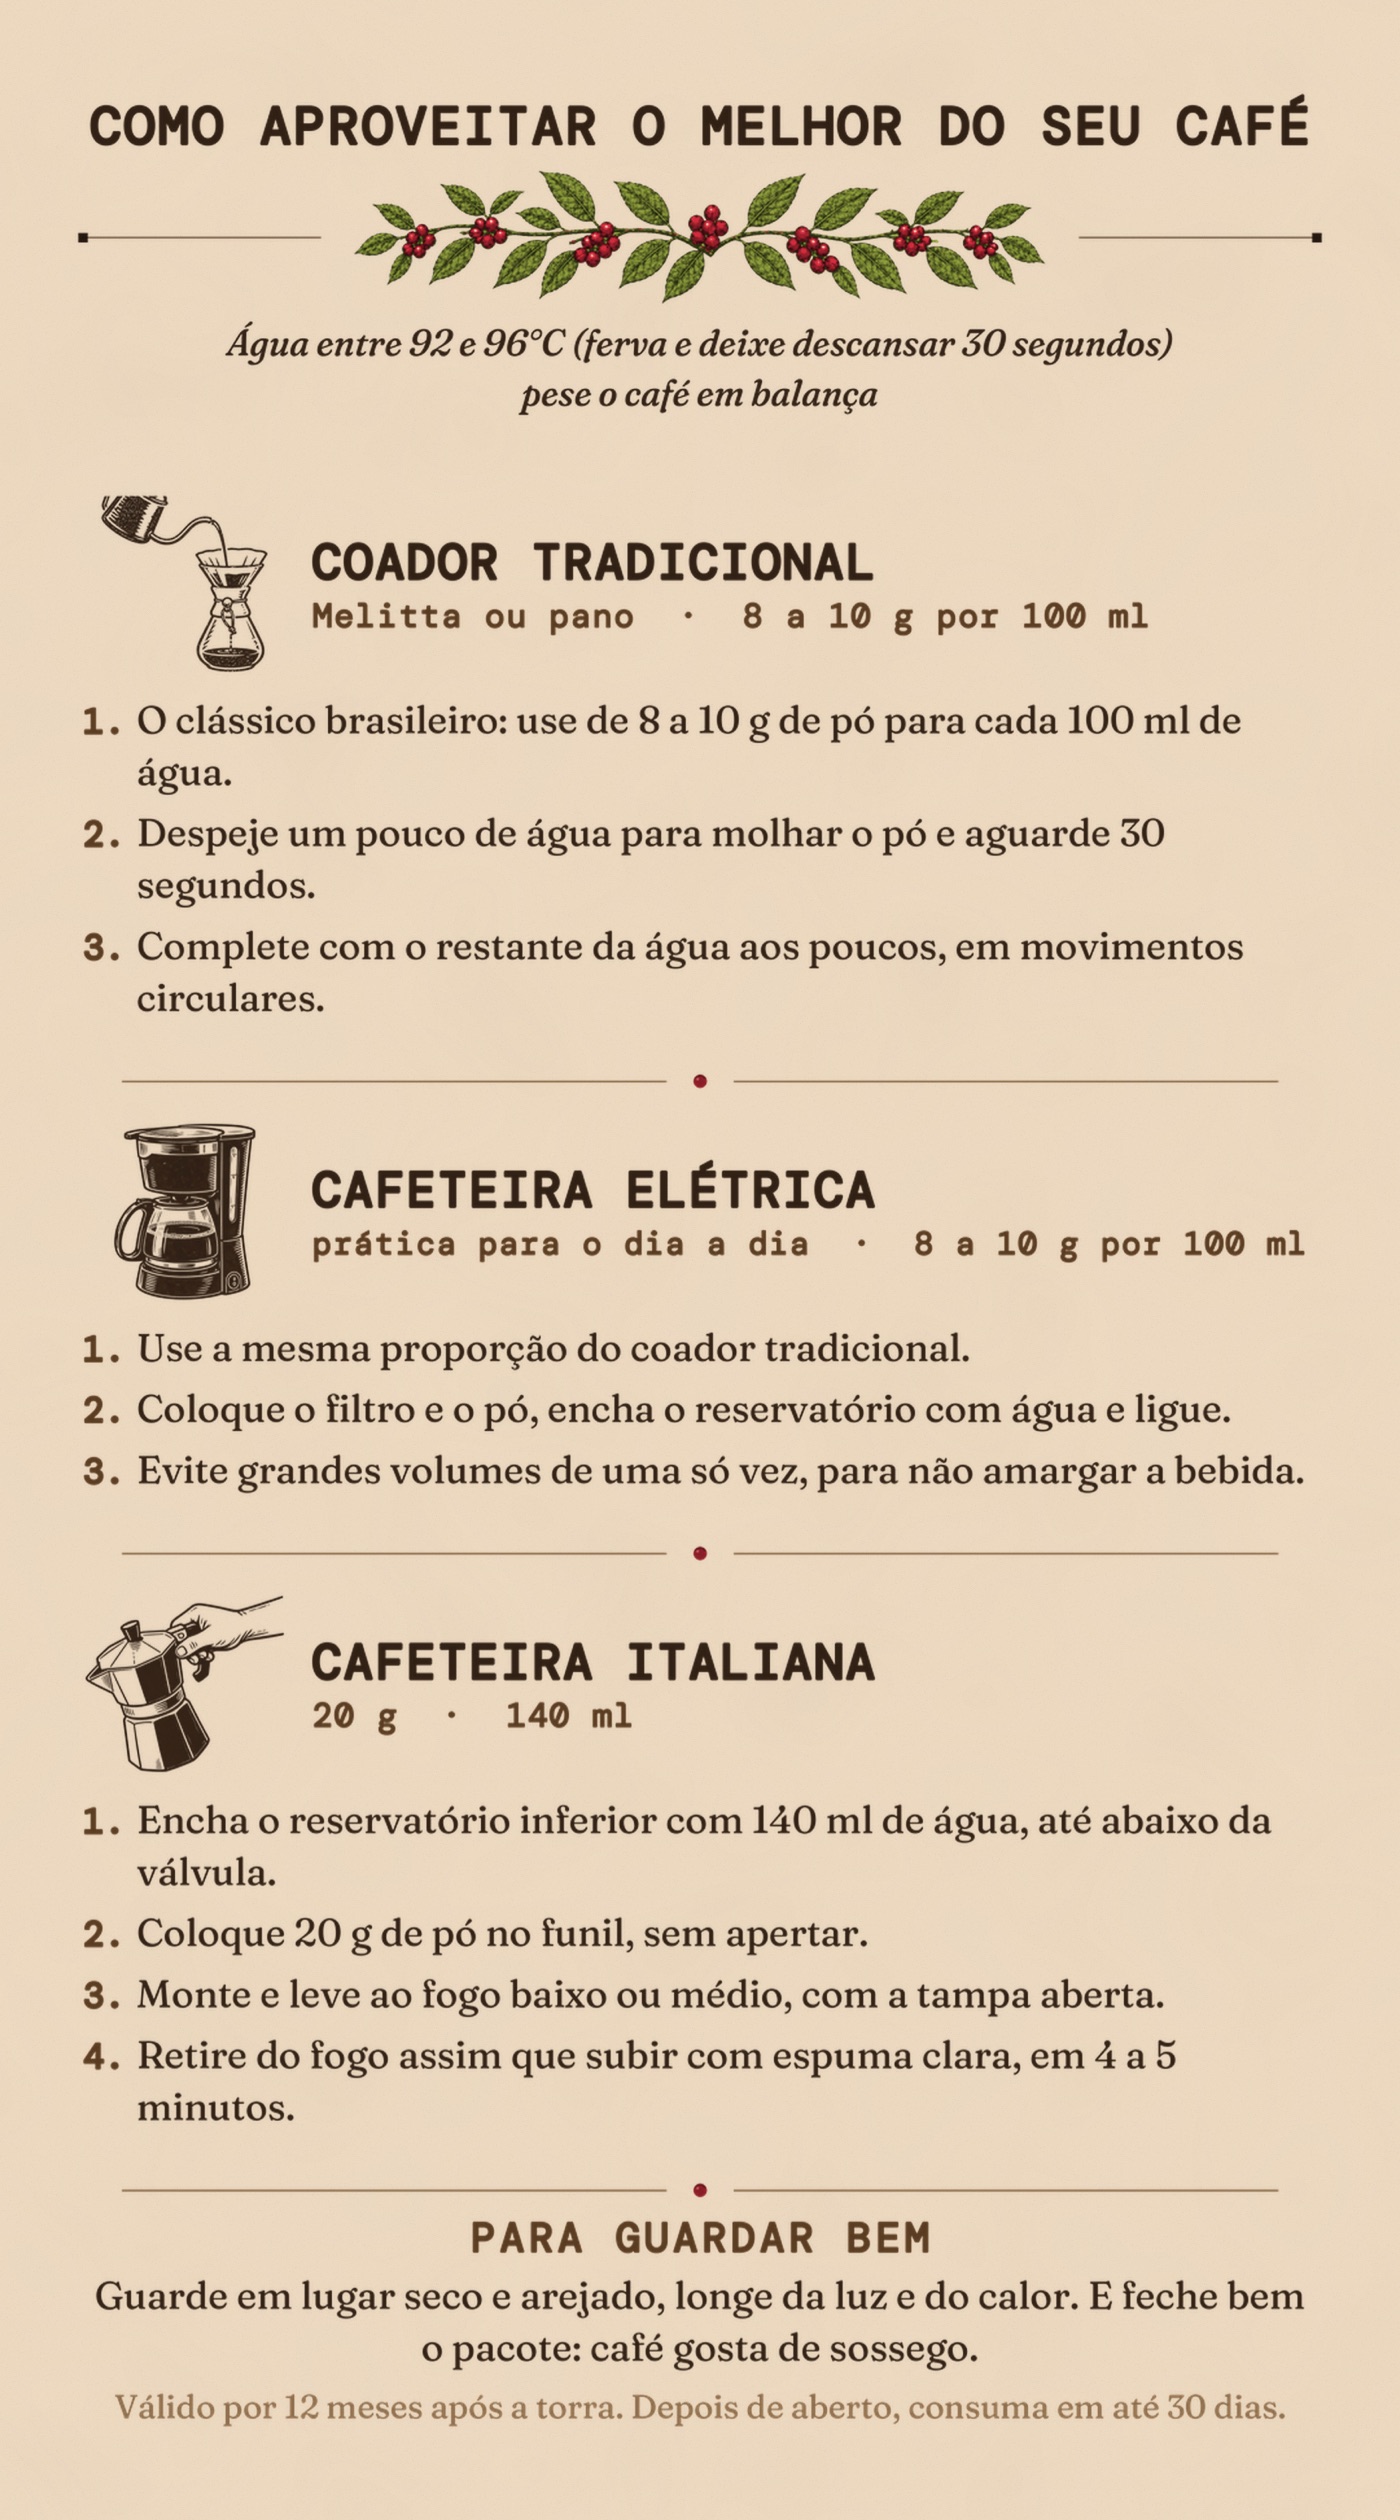 COMO APROVEITAR O MELHOR DO SEU CAFÉ
Água entre 92 e 96°C (ferva e deixe descansar 30 segundos)
pese o café em balança
COADOR TRADICIONAL
Melitta ou pano · 8 a 10 g por 100 ml
1. O clássico brasileiro: use de 8 a 10 g de pó para cada 100 ml de
água.
2. Despeje um pouco de água para molhar o pó e aguarde 30
segundos.
3. Complete com o restante da água aos poucos, em movimentos
circulares.
CAFETEIRA ELÉTRICA
prática para o dia a dia · 8 a 10 g por 100 ml
1. Use a mesma proporção do coador tradicional.
2. Coloque o filtro e o pó, encha o reservatório com água e ligue.
3. Evite grandes volumes de uma só vez, para não amargar a bebida.
CAFETEIRA ITALIANA
20 g · 140 ml
1. Encha o reservatório inferior com 140 ml de água, até abaixo da
válvula.
2. Coloque 20 g de pó no funil, sem apertar.
3. Monte e leve ao fogo baixo ou médio, com a tampa aberta.
4. Retire do fogo assim que subir com espuma clara, em 4 a 5
minutos.
PARA GUARDAR BEM
Guarde em lugar seco e arejado, longe da luz e do calor. E feche bem
o pacote: café gosta de sossego.
Válido por 12 meses após a torra. Depois de aberto, consuma em até 30 dias.